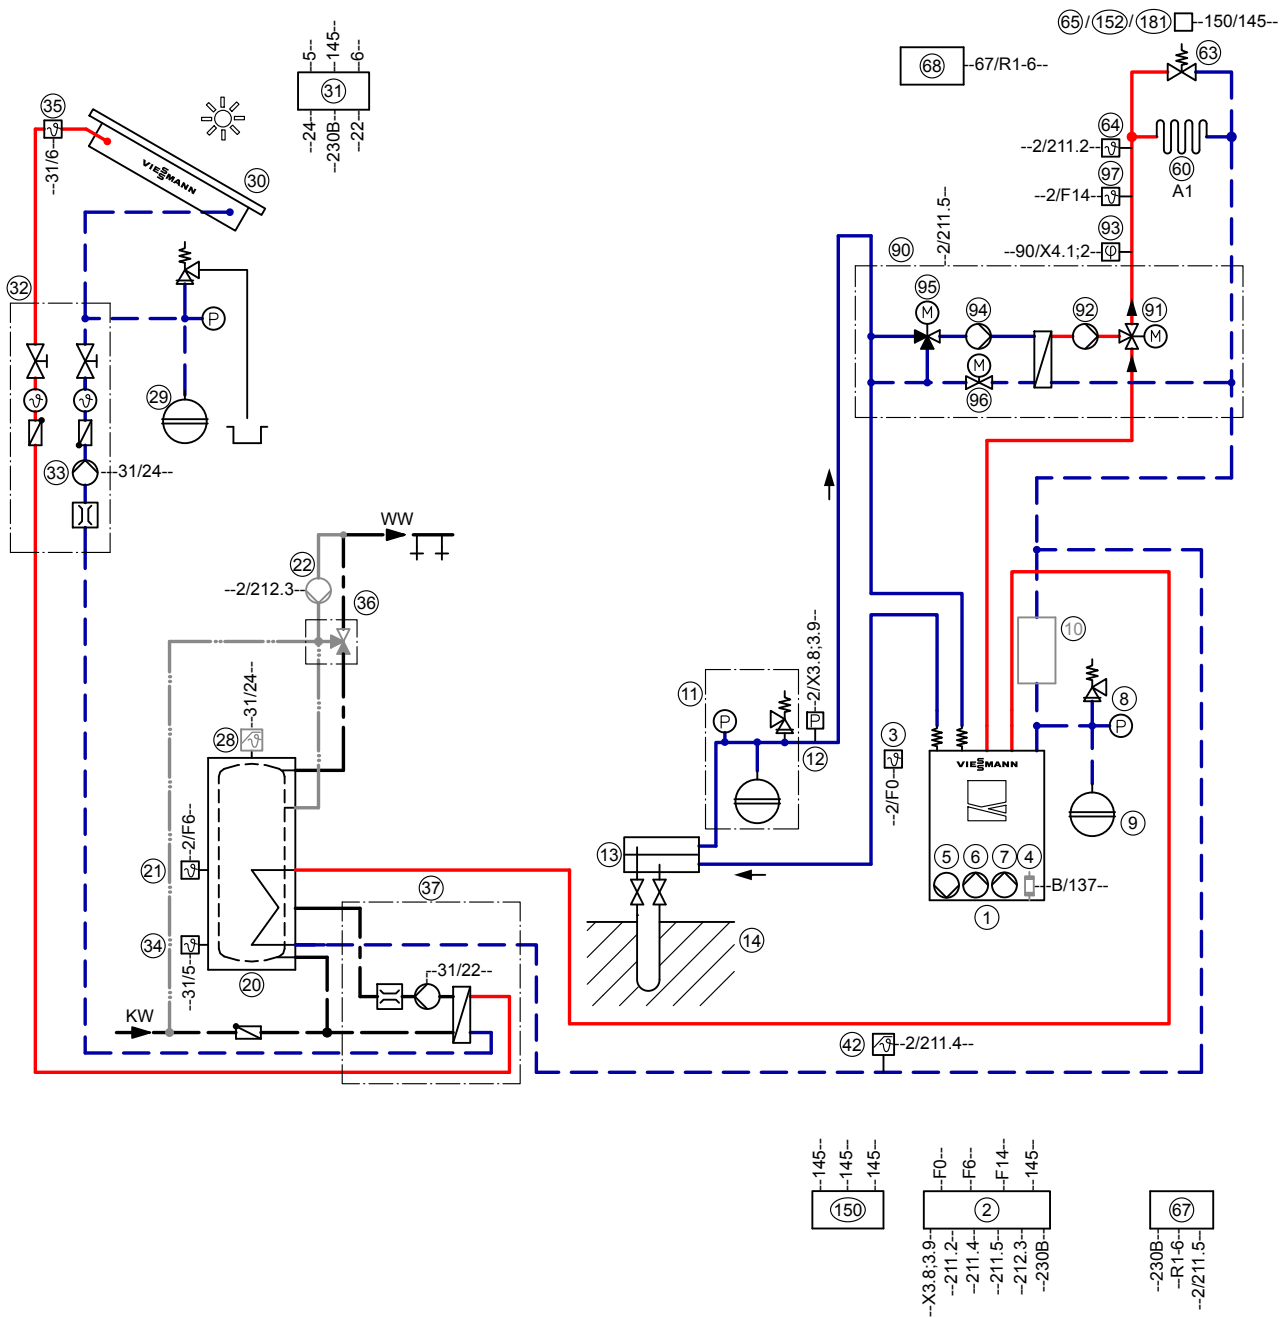 65 / 152 / 181 --150/145--
--5--
--145--
--6--
31
--24--
--230B--
--22--
68 --67/R1-6--
63
35
--31/6--
VIESSMANN
30
64
--2/211.2--
60
A1
97
--2/F14--
93
--90/X4.1;2--
--2/211.5--
90
32
P
95
M
94
92
91
M
M
96
29
33 --31/24--
WW
22
--2/212.3--
36
10
--2/X3.8;3.9--
11
P
P
12
8
P
3
--2/F0--
VIESSMANN
9
--31/24--
28
--2/F6--
21
13
5
6
7
4
--B/137--
1
37
14
34
--31/5--
20
--31/22--
KW
42 --2/211.4--
--145--
--145--
--145--
150
--F0--
--F6--
--F14--
--145--
2
--X3.8;3.9--
--211.2--
--211.4--
--211.5--
--212.3--
--230B--
67
--230B--
--R1-6--
--2/211.5--